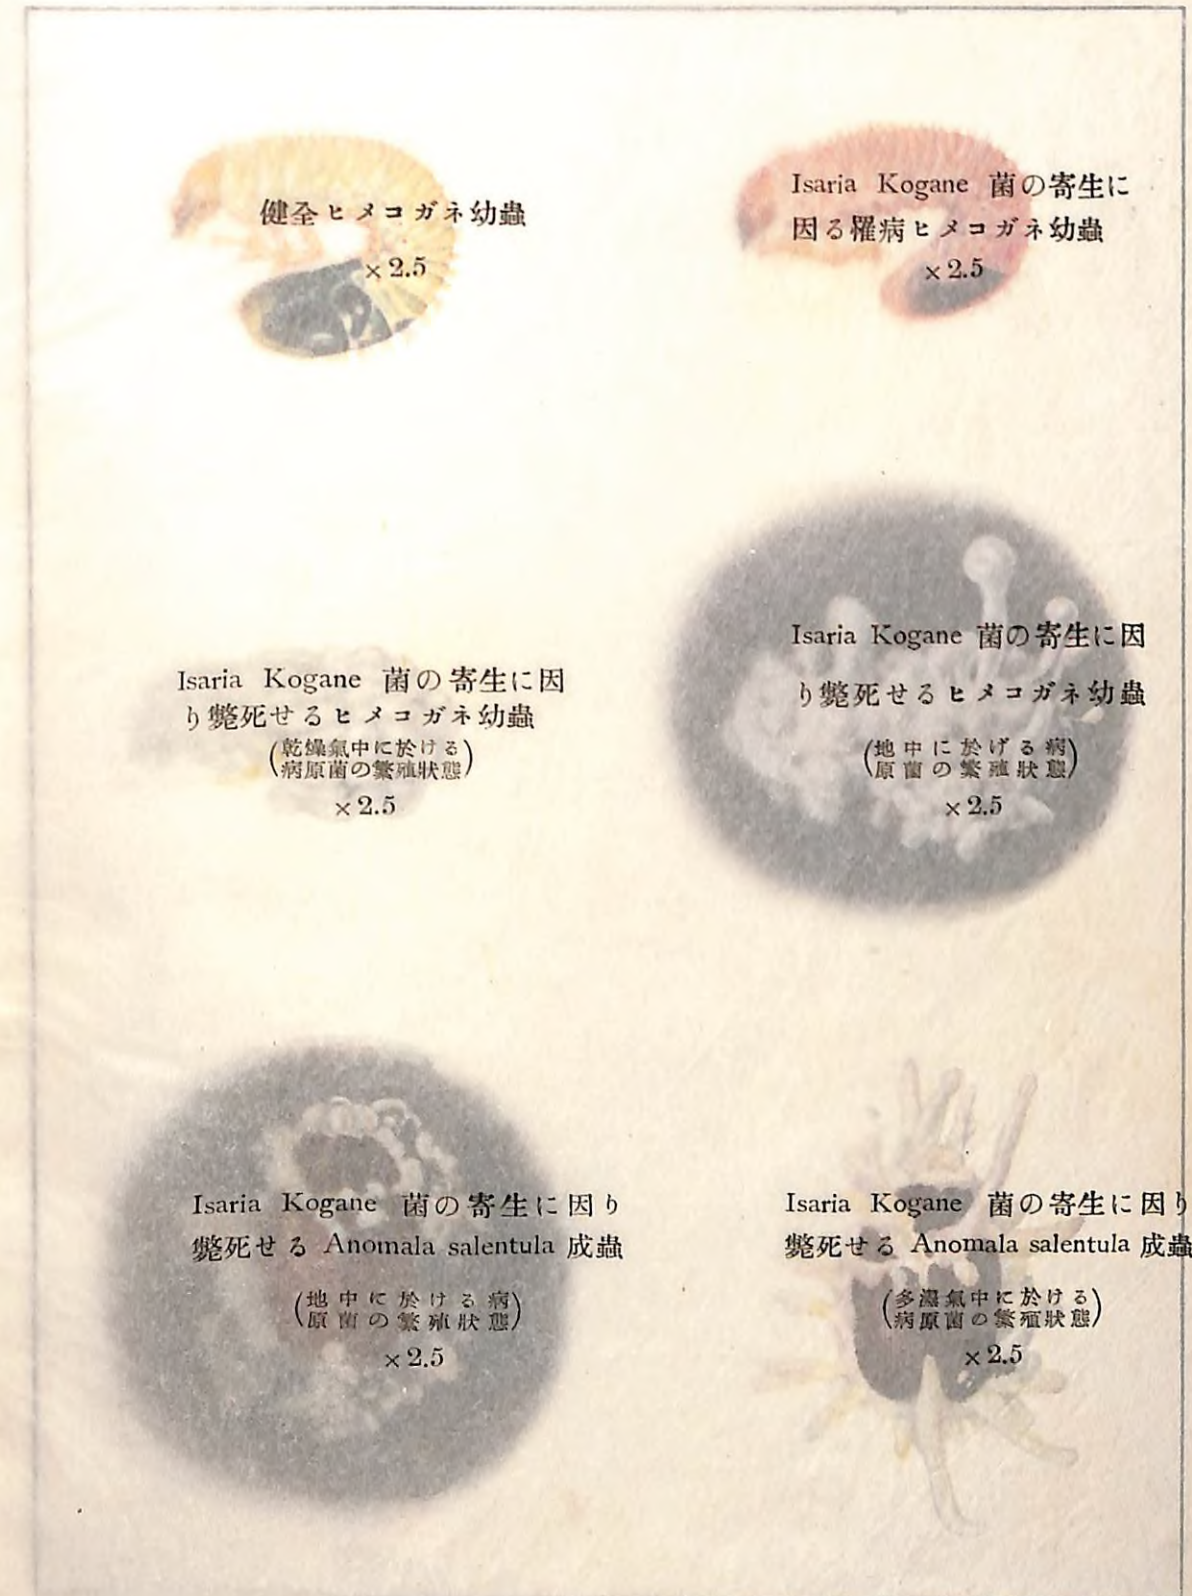 健全ヒメコガネ幼蟲
×2.5
Isaria Kogane 菌の寄生に
因る罹病ヒメコガネ幼蟲
×2.5
Isaria Kogane 菌の寄生に因
り斃死せるヒメコガネ幼蟲
(乾燥氣中に於ける
病原菌の繁殖狀態)
×2.5
Isaria Kogane 菌の寄生に因
り斃死せるヒメコガネ幼蟲
(地中に於げる病
原菌の繁殖狀態)
×2.5
Isaria Kogane 菌の寄生に因り
斃死せる Anomala salentula 成蟲
(地中に於ける病
原菌の繁殖狀態)
×2.5
Isaria Kogane 菌の寄生に因り
斃死せる Anomala salentula 成蟲
(多濕氣中に於ける
病原菌の繁殖狀態)
×2.5